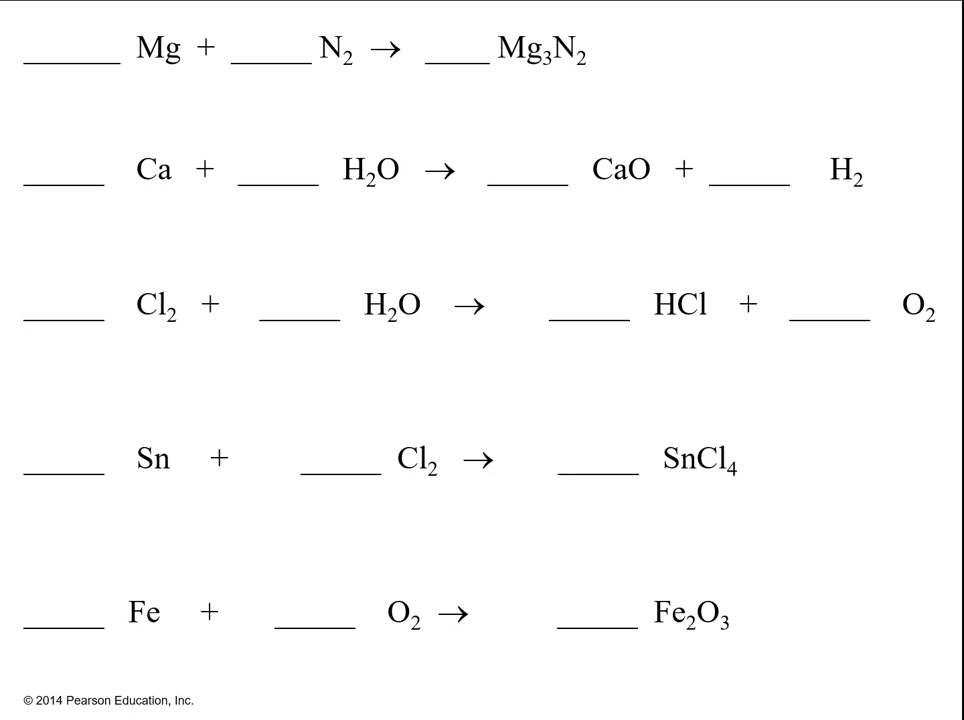 ______ Mg + _____ N₂ → ____ Mg₃N₂
_____ Ca + _____ H₂O → _____ CaO + _____ H₂
_____ Cl₂ + _____ H₂O → _____ HCl + _____ O₂
_____ Sn + _____ Cl₂ → _____ SnCl₄
_____ Fe + _____ O₂ → _____ Fe₂O₃
© 2014 Pearson Education, Inc.